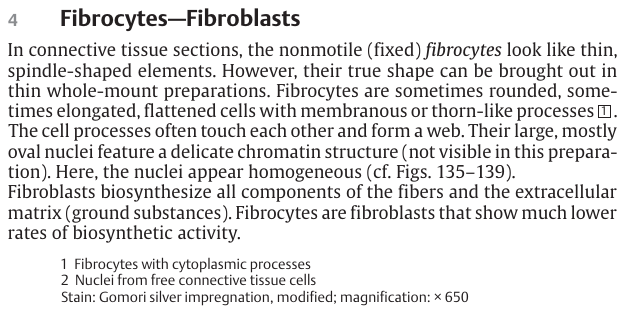 4 Fibrocytes—Fibroblasts
In connective tissue sections, the nonmotile (fixed) fibrocytes look like thin,
spindle-shaped elements. However, their true shape can be brought out in
thin whole-mount preparations. Fibrocytes are sometimes rounded, some-
times elongated, flattened cells with membranous or thorn-like processes 1.
The cell processes often touch each other and form a web. Their large, mostly
oval nuclei feature a delicate chromatin structure (not visible in this prepara-
tion). Here, the nuclei appear homogeneous (cf. Figs. 135–139).
Fibroblasts biosynthesize all components of the fibers and the extracellular
matrix (ground substances). Fibrocytes are fibroblasts that show much lower
rates of biosynthetic activity.
1 Fibrocytes with cytoplasmic processes
2 Nuclei from free connective tissue cells
Stain: Gomori silver impregnation, modified; magnification: × 650